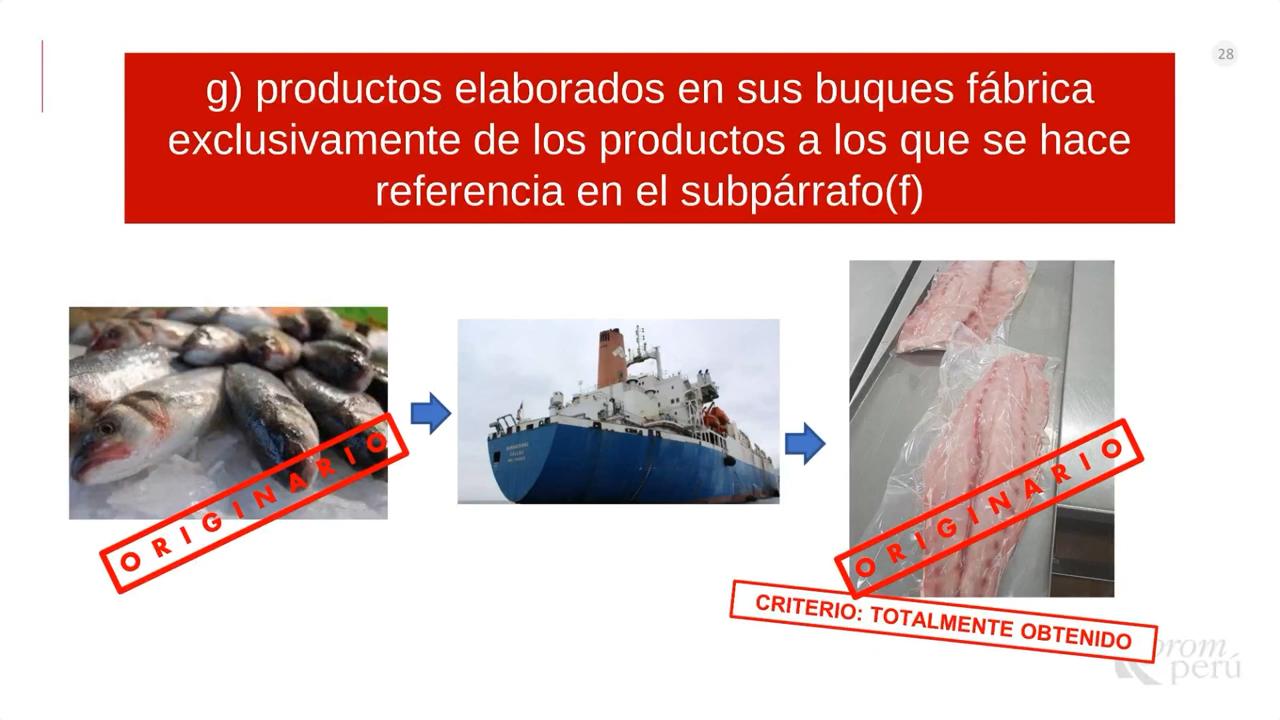 28
g) productos elaborados en sus buques fábrica
exclusivamente de los productos a los que se hace
referencia en el subpárrafo(f)
ORIGINARIO
ORIGINARIO
CRITERIO: TOTALMENTE OBTENIDO
prom
perú